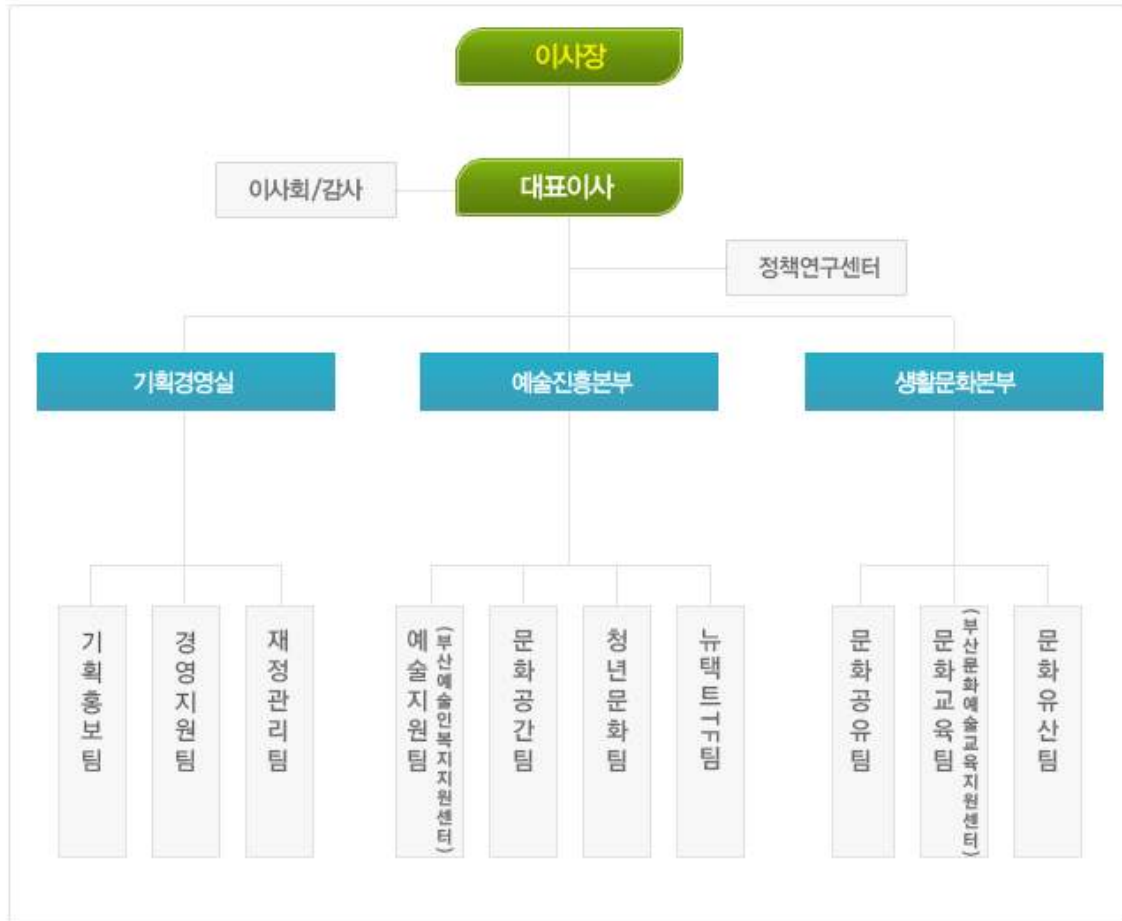 이사장
대표이사
이사회/감사
정책연구센터
기획경영실
예술진흥본부
생활문화본부
기획홍보팀
경영지원팀
재정관리팀
예술지원팀
(부산예술인복지지원센터)
문화공간팀
청년문화팀
뉴택트ㄱㄲ팀
문화공유팀
문화교육팀
(부산문화예술교육지원센터)
문화유산팀